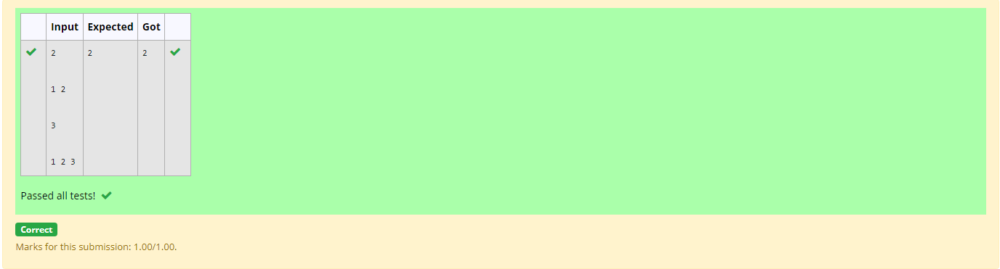 Input Expected Got
2 2 2
1 2
3
1 2 3
Passed all tests!
Correct
Marks for this submission: 1.00/1.00.